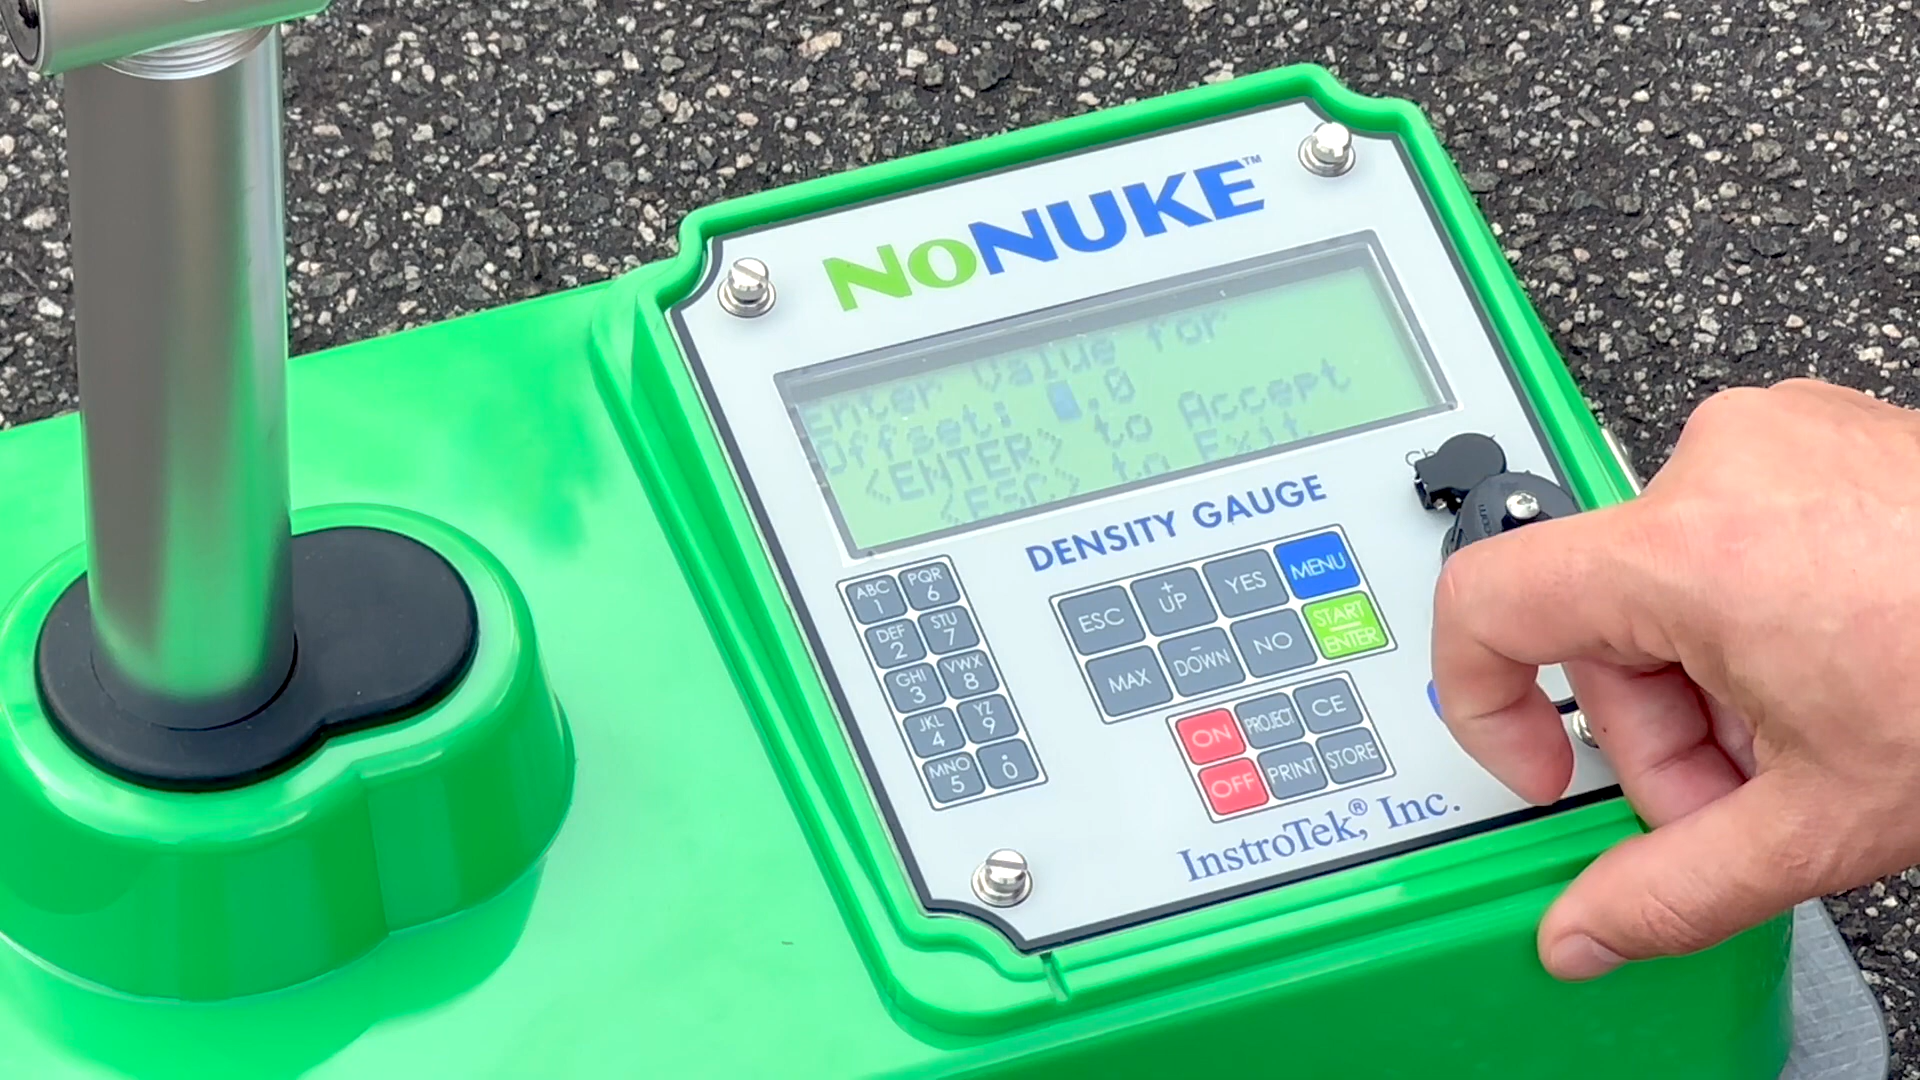 NoNUKE™
Enter Value for
Offset: .0
<ENTER> to Accept
<ESC> to Exit
DENSITY GAUGE
ABC 1
PQR 6
DEF 2
STU 7
GHI 3
VWX 8
JKL 4
YZ 9
MNO 5
. 0
ESC
+ UP
YES
MENU
MAX
- DOWN
NO
START ENTER
ON
PROJECT
CE
OFF
PRINT
STORE
InstroTek®, Inc.